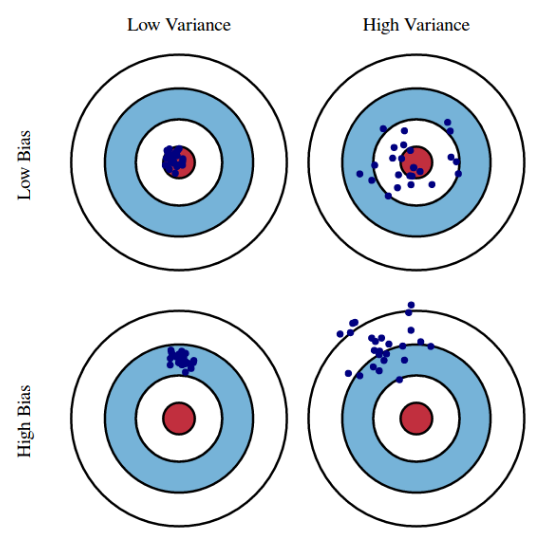 Low Variance
High Variance
Low Bias
High Bias